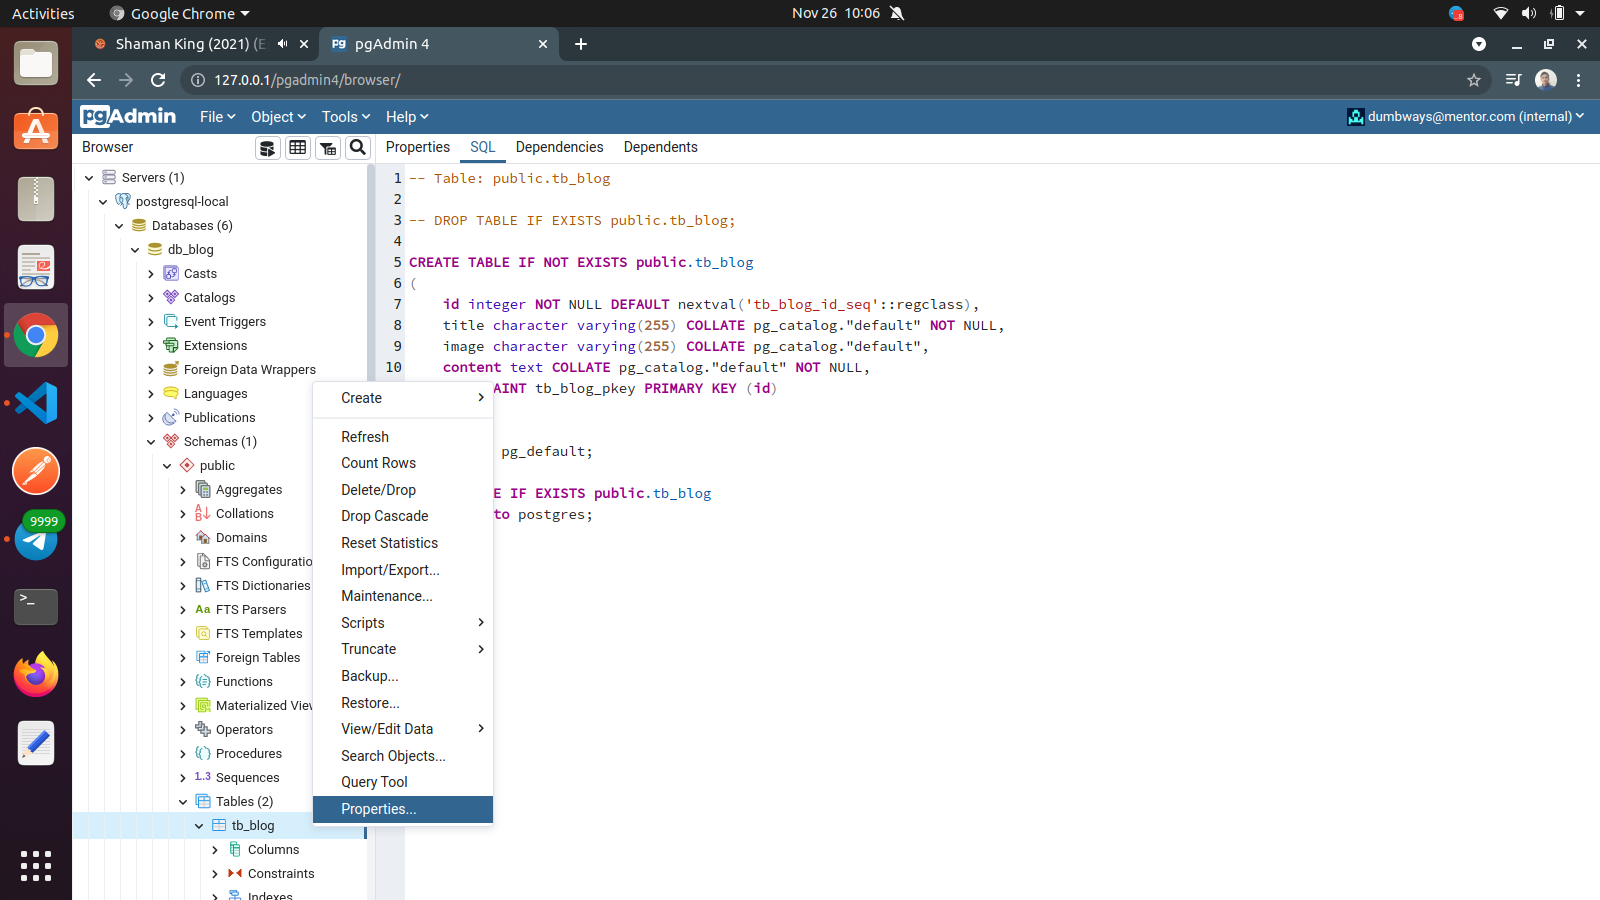 Activities
Google Chrome
Nov 26 10:06
8
Shaman King (2021) (E
pg pgAdmin 4
127.0.0.1/pgadmin4/browser/
pgAdmin
File
Object
Tools
Help
dumbways@mentor.com (internal)
Browser
Properties
SQL
Dependencies
Dependents
Servers (1)
postgresql-local
Databases (6)
db_blog
Casts
Catalogs
Event Triggers
Extensions
Foreign Data Wrappers
Languages
Publications
Schemas (1)
public
Aggregates
Collations
Domains
FTS Configuratio
FTS Dictionaries
Aa FTS Parsers
FTS Templates
Foreign Tables
Functions
Materialized View
Operators
Procedures
1..3 Sequences
Tables (2)
tb_blog
Columns
Constraints
Indexes
1 -- Table: public.tb_blog
2
3 -- DROP TABLE IF EXISTS public.tb_blog;
4
5 CREATE TABLE IF NOT EXISTS public.tb_blog
6 (
7 id integer NOT NULL DEFAULT nextval('tb_blog_id_seq'::regclass),
8 title character varying(255) COLLATE pg_catalog."default" NOT NULL,
9 image character varying(255) COLLATE pg_catalog."default",
10 content text COLLATE pg_catalog."default" NOT NULL,
AINT tb_blog_pkey PRIMARY KEY (id)
pg_default;
E IF EXISTS public.tb_blog
to postgres;
Create
Refresh
Count Rows
Delete/Drop
Drop Cascade
Reset Statistics
Import/Export...
Maintenance...
Scripts
Truncate
Backup...
Restore...
View/Edit Data
Search Objects...
Query Tool
Properties...
9999
>_